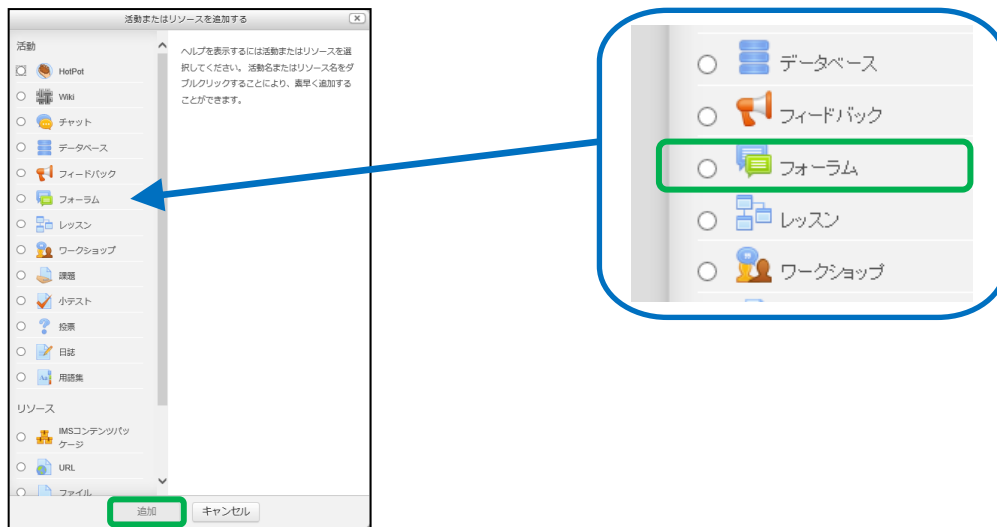 活動またはリソースを追加する
活動
HotPot
Wiki
チャット
データベース
フィードバック
フォーラム
レッスン
ワークショップ
課題
小テスト
投票
日誌
用語集
リソース
IMSコンテンツパッ
ケージ
URL
ファイル
ヘルプを表示するには活動またはリソースを選
択してください。 活動名またはリソース名をダ
ブルクリックすることにより、素早く追加する
ことができます。
追加
キャンセル
データベース
フィードバック
フォーラム
レッスン
ワークショップ